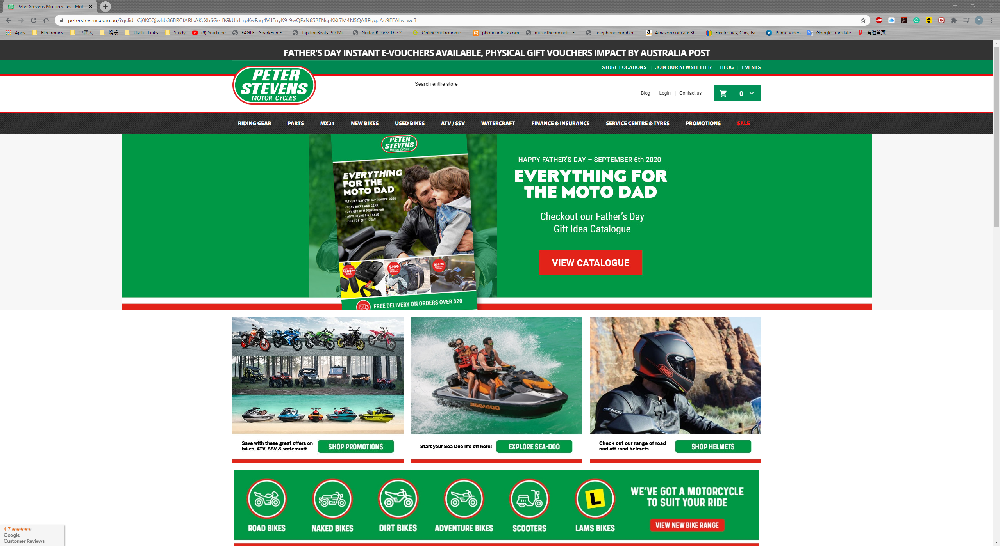 Peter Stevens Motorcycles | Moto
peterstevens.com.au/?gclid=Cj0KCQjwhb36BRCfARIsAKcXh6Ge-BGkUhJ-rpKwFag4VdEnyK9-9wQFxN6S2ENcpKKt7M4N5QABPggaAo9EEALw_wcB
ABP
Y
Apps Electronics 已匯入 娱乐 Useful Links Study (9) YouTube EAGLE - SparkFun E... Tap for Beats Per Mi... Guitar Basics: The 2... Online metronome-... phoneunlock.com musictheory.net - E... Telephone number... Amazon.com.au: Sh... Electronics, Cars, Fa... Prime Video Google Translate 有道首页
FATHER'S DAY INSTANT E-VOUCHERS AVAILABLE, PHYSICAL GIFT VOUCHERS IMPACT BY AUSTRALIA POST
STORE LOCATIONS JOIN OUR NEWSLETTER BLOG EVENTS
PETER
STEVENS
MOTOR CYCLES
Search entire store
Blog | Login | Contact us
0
RIDING GEAR PARTS MX21 NEW BIKES USED BIKES ATV / SSV WATERCRAFT FINANCE & INSURANCE SERVICE CENTRE & TYRES PROMOTIONS SALE
PETER
STEVENS
MOTOR CYCLES
EVERYTHING
FOR THE
MOTO DAD
FATHER'S DAY 6TH SEPTEMBER 2020
• ROAD BIKES AND GEAR
• 25% OFF KTM POWERWEAR
• ADVENTURE BIKE SALE
• OUR TOP GIFT IDEAS
$599.90
BUNDLE
$199
BACKPACK
$59.95
QUAD LOCK
MOUNT
FREE DELIVERY ON ORDERS OVER $20
HAPPY FATHER’S DAY – SEPTEMBER 6th 2020
EVERYTHING FOR
THE MOTO DAD
Checkout our Father’s Day
Gift Idea Catalogue
VIEW CATALOGUE
SEA-DOO
SHOEI
SHOEI
cortech
Save with these great offers on
bikes, ATV, SSV & watercraft
SHOP PROMOTIONS
Start your Sea-Doo life off here!
EXPLORE SEA-DOO
Check out our range of road
and off-road helmets
SHOP HELMETS
L
ROAD BIKES NAKED BIKES DIRT BIKES ADVENTURE BIKES SCOOTERS LAMS BIKES
WE’VE GOT A MOTORCYCLE
TO SUIT YOUR RIDE
VIEW NEW BIKE RANGE
4.7
Google
Customer Reviews